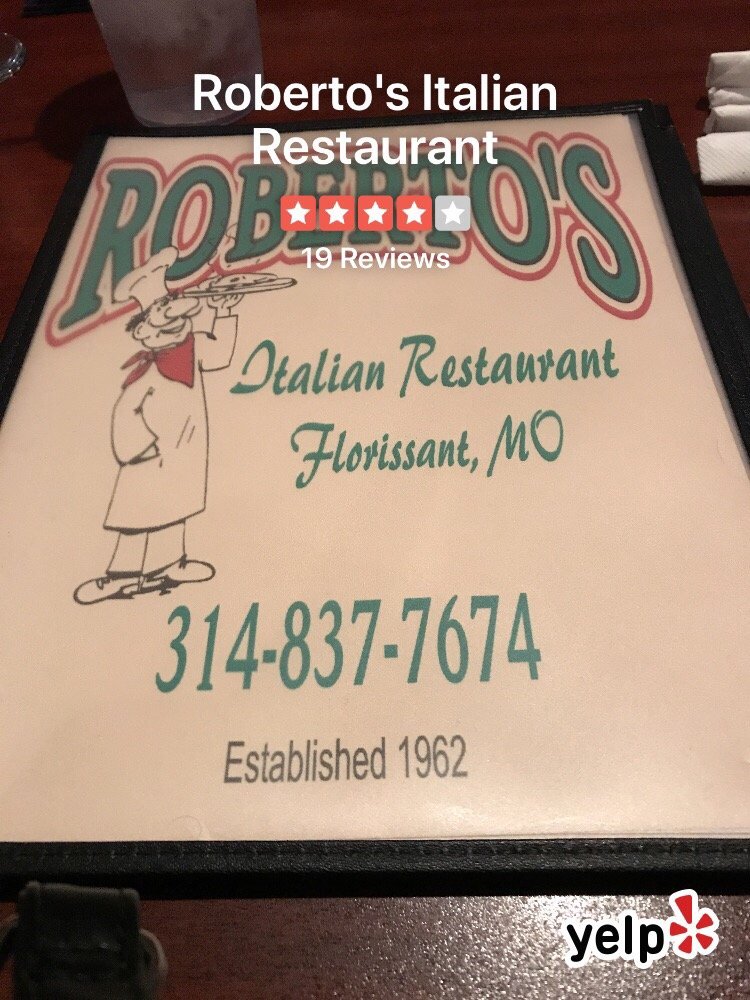 Roberto's Italian
Restaurant
ROBERTO'S
19 Reviews
Italian Restaurant
Florissant, MO
314-837-7674
Established 1962
yelp